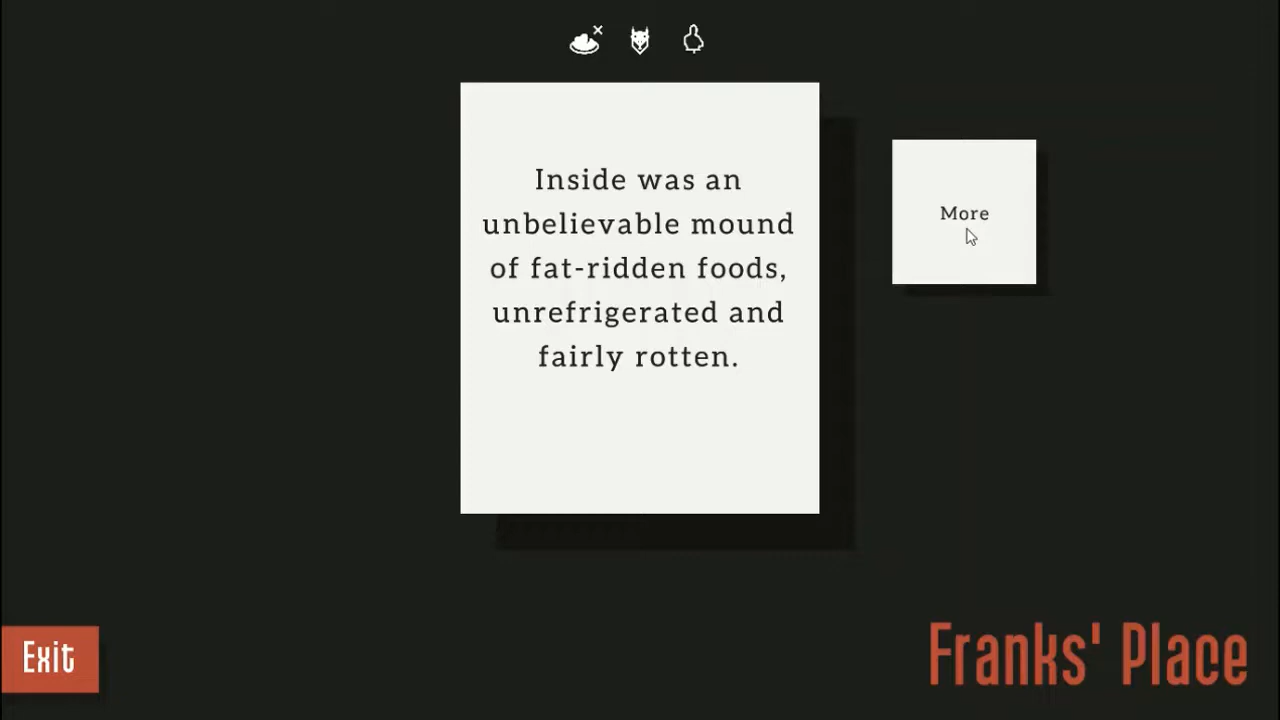 Inside was an
unbelievable mound
of fat-ridden foods,
unrefrigerated and
fairly rotten.
More
Exit
Franks' Place